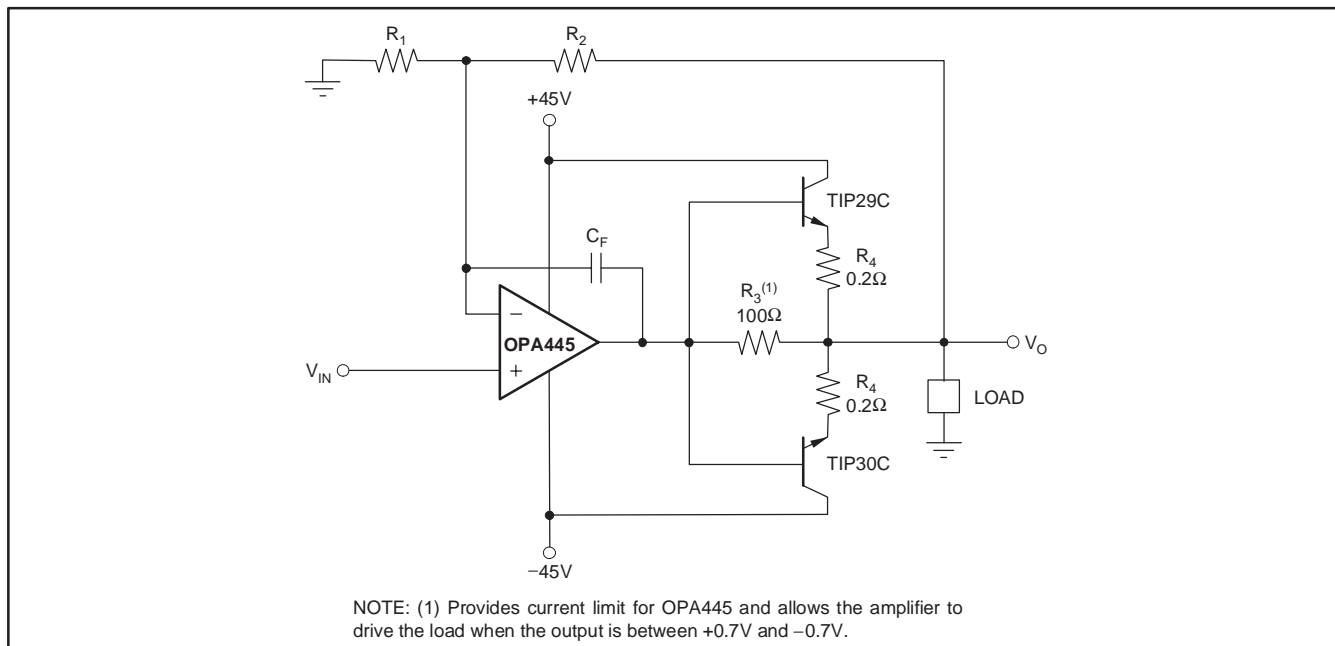 R1
R2
+45V
TIP29C
CF
R4
0.2Ω
R3(1)
100Ω
−
OPA445
VO
VIN
+
R4
0.2Ω
LOAD
TIP30C
−45V
NOTE: (1) Provides current limit for OPA445 and allows the amplifier to
drive the load when the output is between +0.7V and −0.7V.